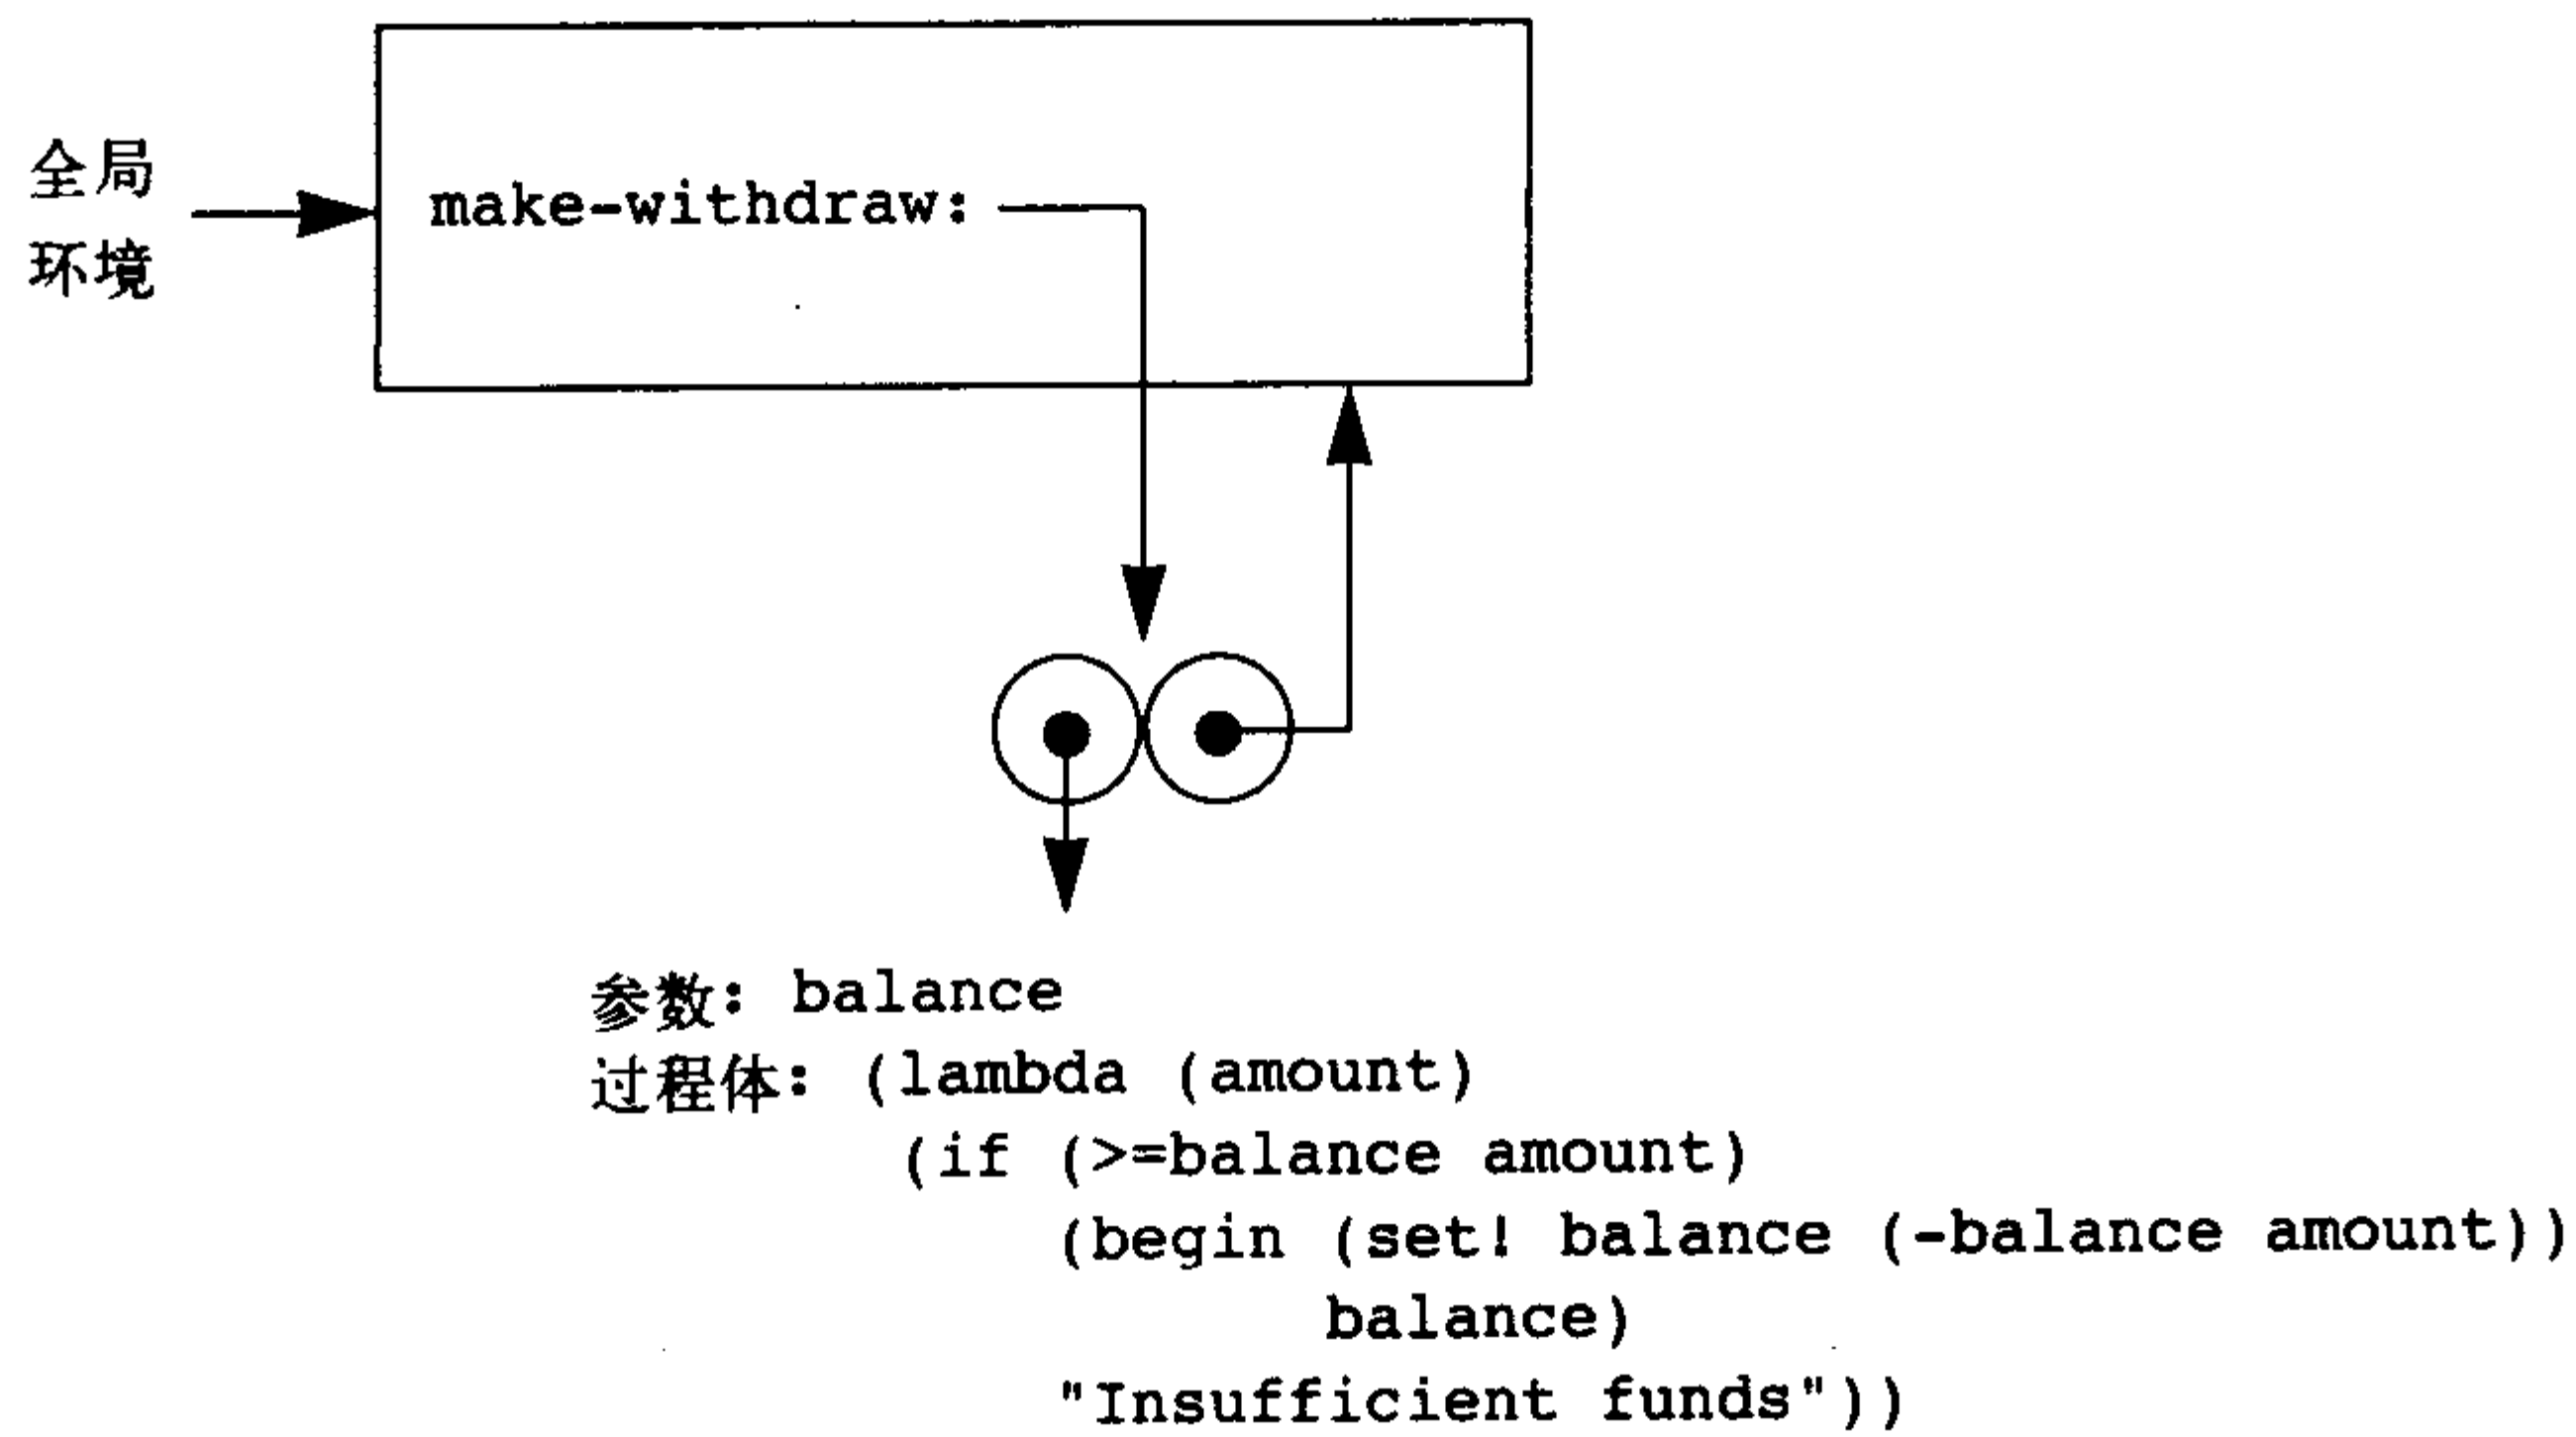 全局
环境
make-withdraw:
参数: balance
过程体: (lambda (amount)
(if (>=balance amount)
(begin (set! balance (-balance amount))
balance)
"Insufficient funds"))